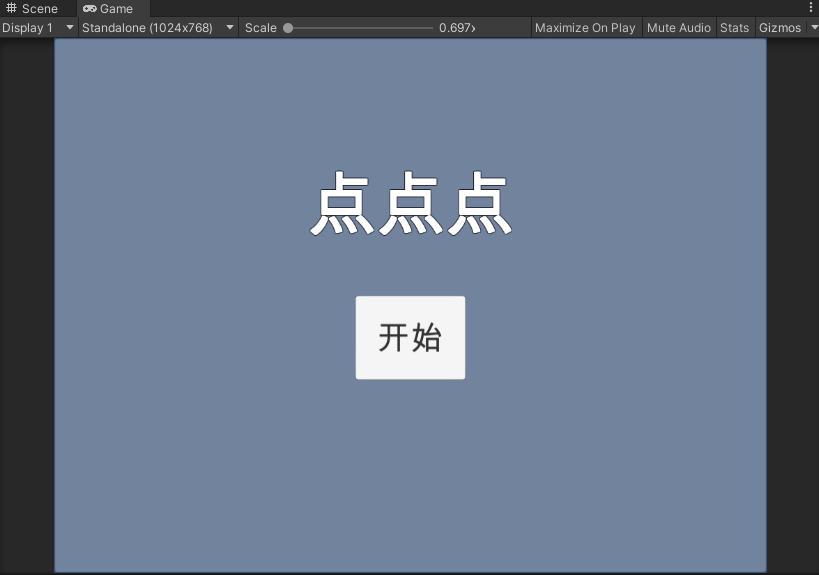 Scene Game
Display 1 Standalone (1024x768) Scale 0.697x Maximize On Play Mute Audio Stats Gizmos
点点点
开始